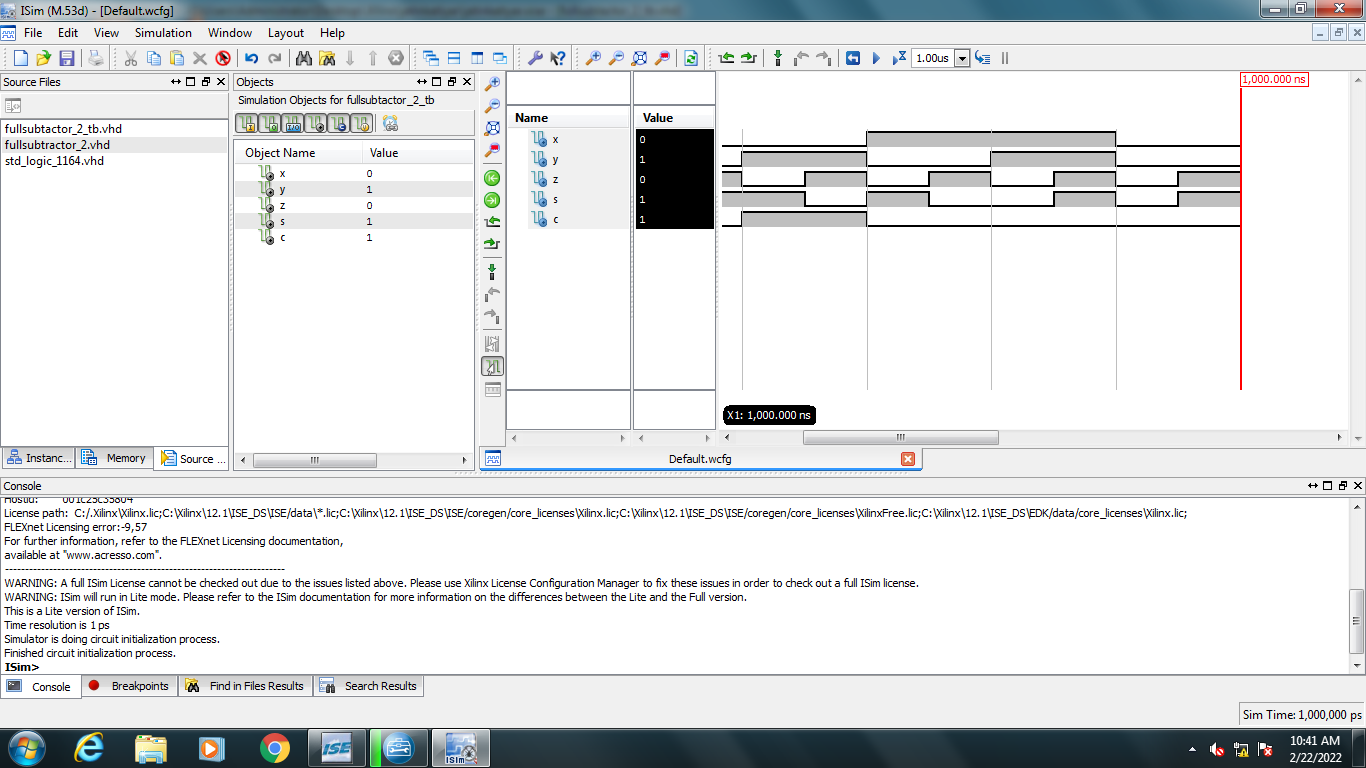 ISim (M.53d) - [Default.wcfg]
File Edit View Simulation Window Layout Help
1.00us
Source Files
fullsubtactor_2_tb.vhd
fullsubtractor_2.vhd
std_logic_1164.vhd
Instanc... Memory Source ...
Objects
Simulation Objects for fullsubtactor_2_tb
Object Name Value
x 0
y 1
z 0
s 1
c 1
Name Value
x 0
y 1
z 0
s 1
c 1
1,000.000 ns
X1: 1,000.000 ns
Default.wcfg
Console
HostId: 001c25c35804
License path: C:/.Xilinx\Xilinx.lic;C:\Xilinx\12.1\ISE_DS\ISE/data\*.lic;C:\Xilinx\12.1\ISE_DS\ISE/coregen/core_licenses\Xilinx.lic;C:\Xilinx\12.1\ISE_DS\ISE/coregen/core_licenses\XilinxFree.lic;C:\Xilinx\12.1\ISE_DS\EDK/data/core_licenses\Xilinx.lic;
FLEXnet Licensing error:-9,57
For further information, refer to the FLEXnet Licensing documentation,
available at "www.acresso.com".
----------------------------------------------------------------------
WARNING: A full ISim License cannot be checked out due to the issues listed above. Please use Xilinx License Configuration Manager to fix these issues in order to check out a full ISim license.
WARNING: ISim will run in Lite mode. Please refer to the ISim documentation for more information on the differences between the Lite and the Full version.
This is a Lite version of ISim.
Time resolution is 1 ps
Simulator is doing circuit initialization process.
Finished circuit initialization process.
ISim>
Console Breakpoints Find in Files Results Search Results
Sim Time: 1,000,000 ps
ISE
ISim
10:41 AM
2/22/2022